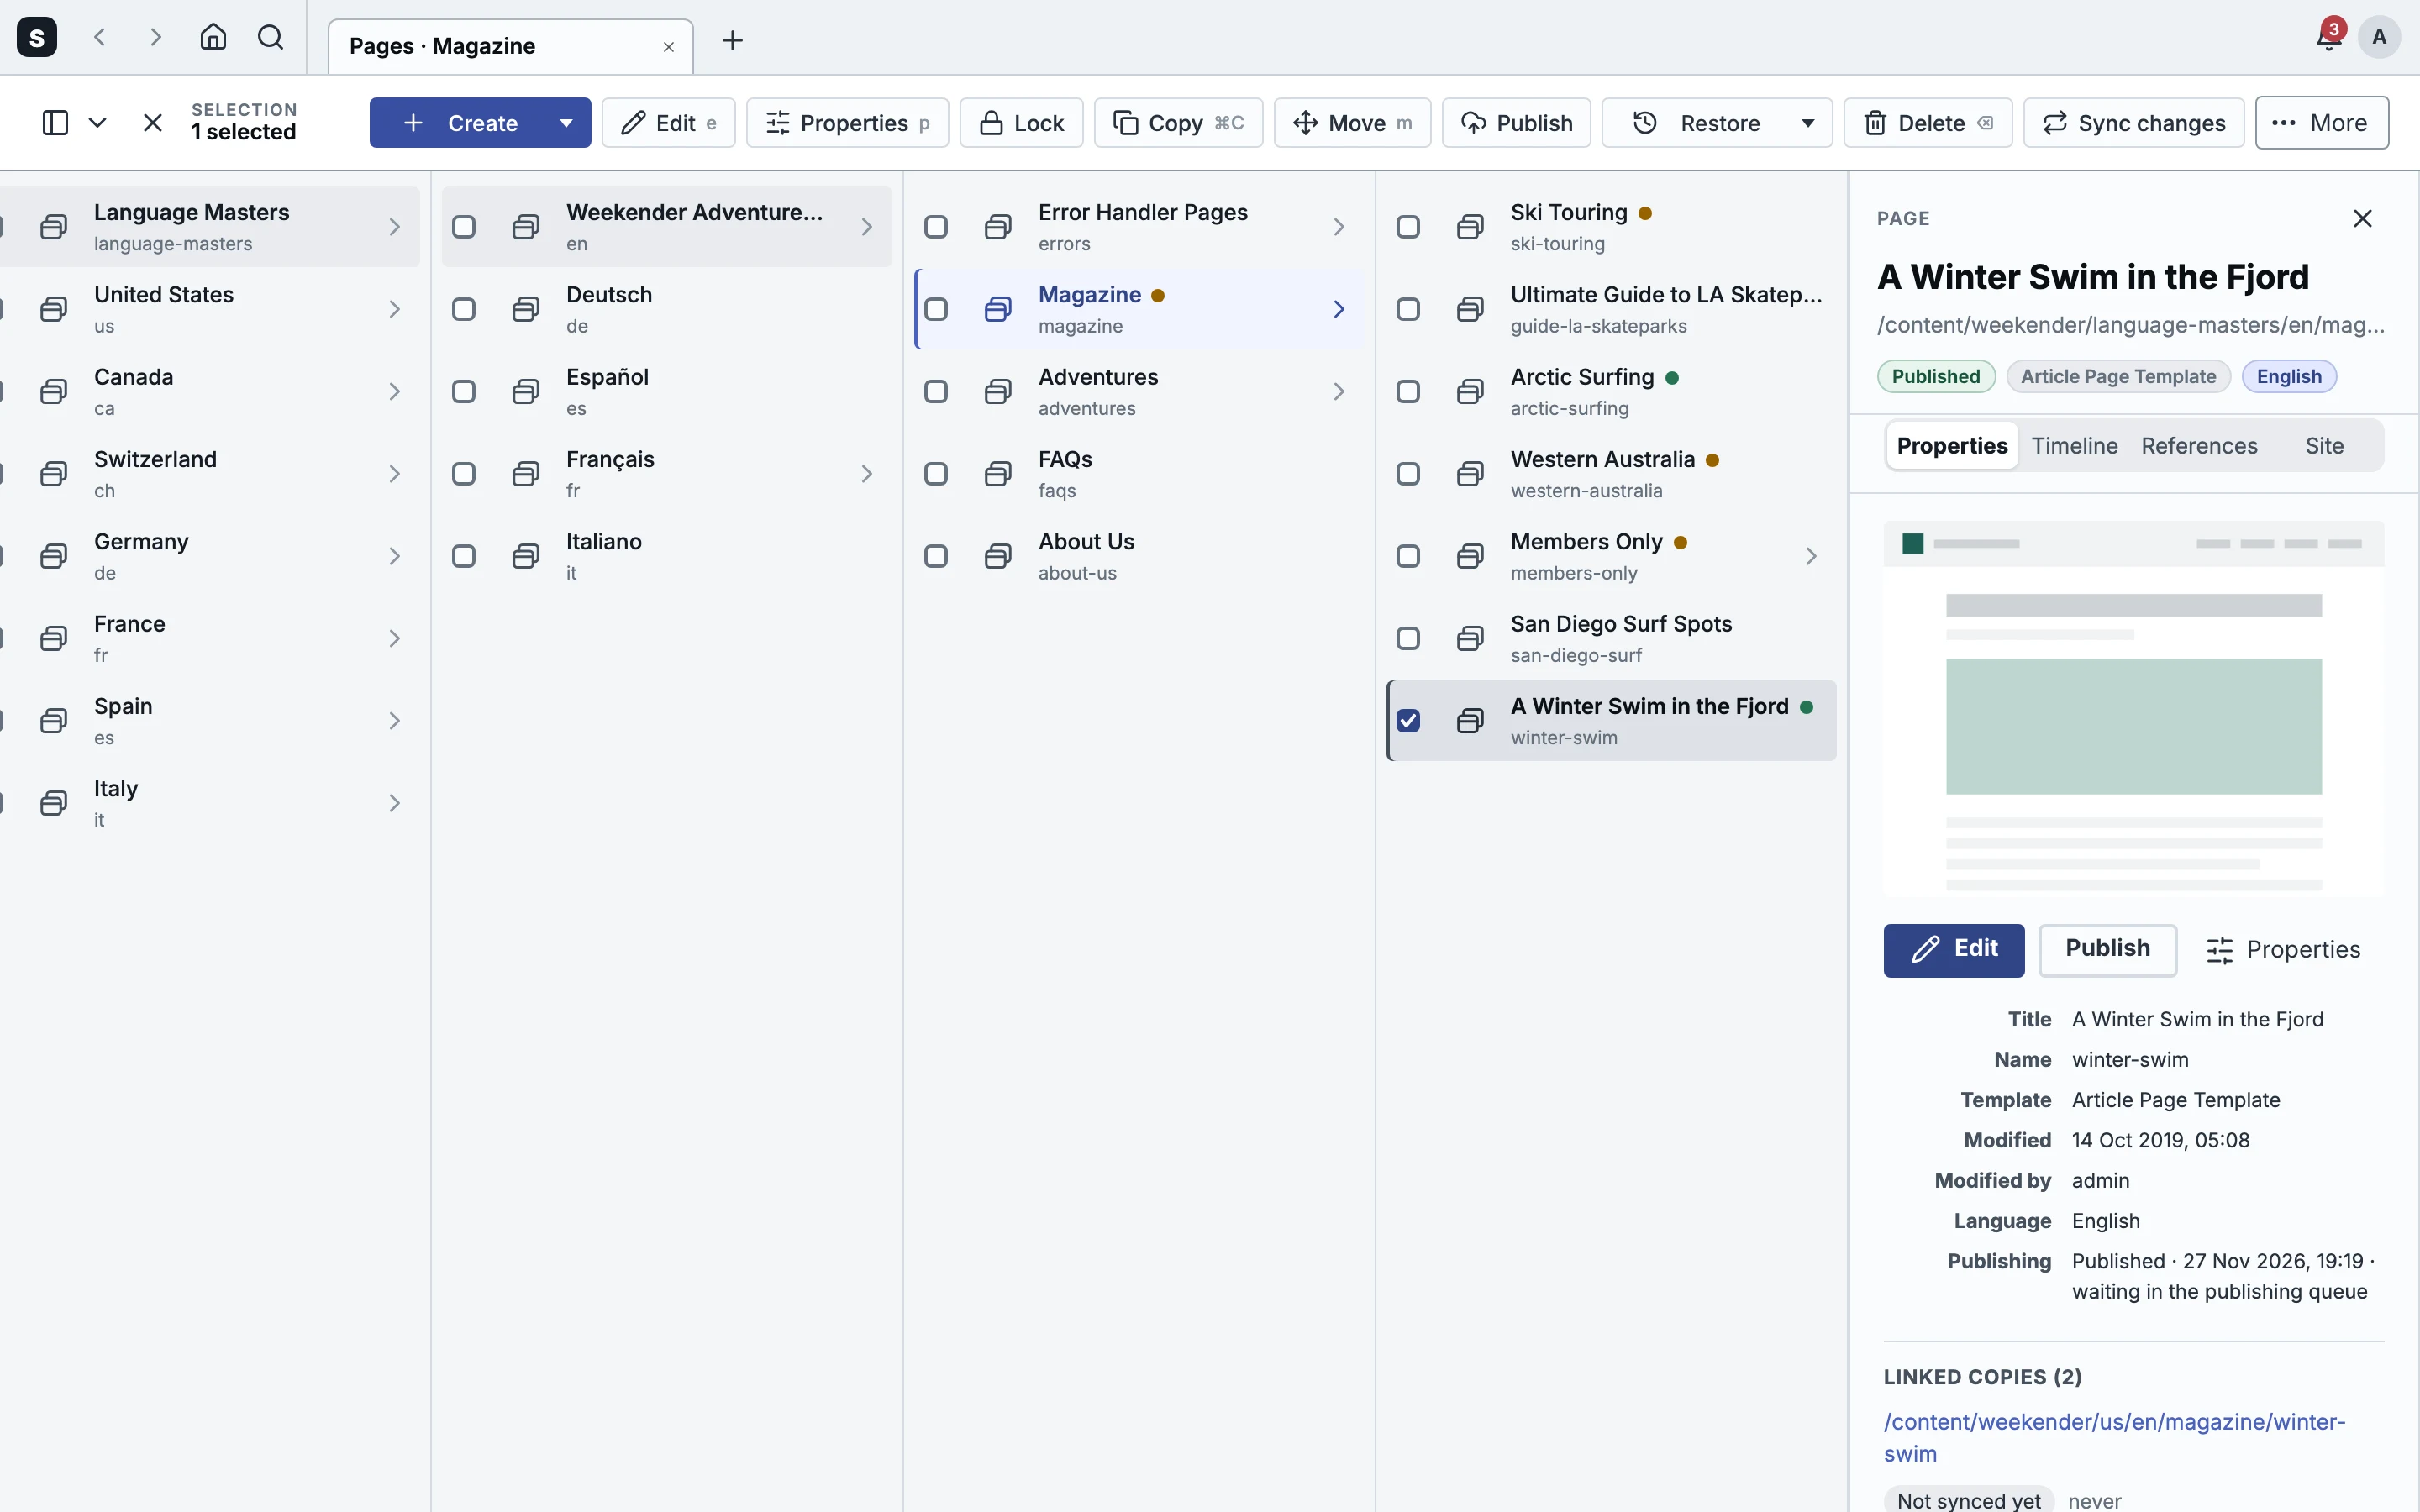 S
Pages · Magazine
3
A
SELECTION
1 selected
Create
Edit e
Properties p
Lock
Copy ⌘C
Move m
Publish
Restore
Delete
Sync changes
More
Language Masters
language-masters
United States
us
Canada
ca
Switzerland
ch
Germany
de
France
fr
Spain
es
Italy
it
Weekender Adventure...
en
Deutsch
de
Español
es
Français
fr
Italiano
it
Error Handler Pages
errors
Magazine
magazine
Adventures
adventures
FAQs
faqs
About Us
about-us
Ski Touring
ski-touring
Ultimate Guide to LA Skatep...
guide-la-skateparks
Arctic Surfing
arctic-surfing
Western Australia
western-australia
Members Only
members-only
San Diego Surf Spots
san-diego-surf
A Winter Swim in the Fjord
winter-swim
PAGE
A Winter Swim in the Fjord
/content/weekender/language-masters/en/mag...
Published
Article Page Template
English
Properties
Timeline
References
Site
Edit
Publish
Properties
Title A Winter Swim in the Fjord
Name winter-swim
Template Article Page Template
Modified 14 Oct 2019, 05:08
Modified by admin
Language English
Publishing Published · 27 Nov 2026, 19:19 ·
waiting in the publishing queue
LINKED COPIES (2)
/content/weekender/us/en/magazine/winter-
swim
Not synced yet never